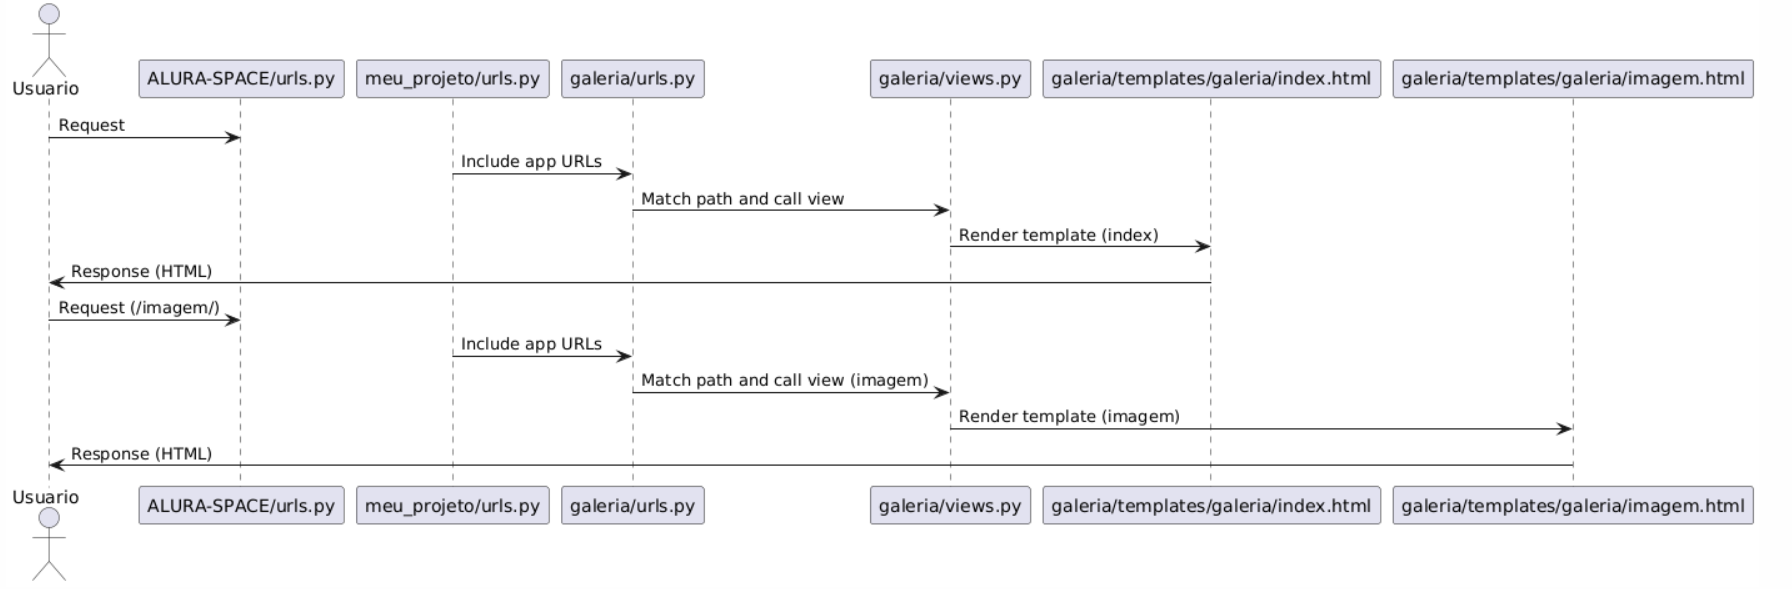 Usuario
ALURA-SPACE/urls.py
meu_projeto/urls.py
galeria/urls.py
galeria/views.py
galeria/templates/galeria/index.html
galeria/templates/galeria/imagem.html
Request
Include app URLs
Match path and call view
Render template (index)
Response (HTML)
Request (/imagem/)
Include app URLs
Match path and call view (imagem)
Render template (imagem)
Response (HTML)
Usuario
ALURA-SPACE/urls.py
meu_projeto/urls.py
galeria/urls.py
galeria/views.py
galeria/templates/galeria/index.html
galeria/templates/galeria/imagem.html